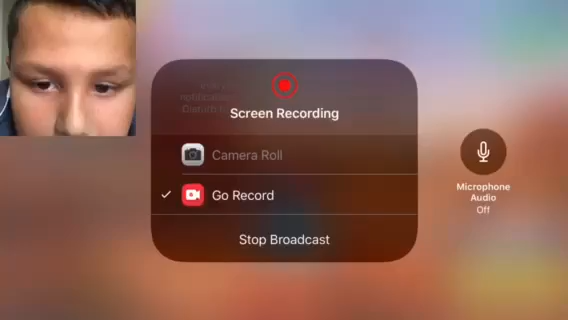 Screen Recording
Camera Roll
Go Record
Stop Broadcast
Microphone
Audio
Off